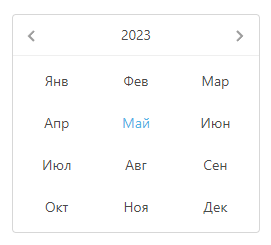 2023
Янв Фев Мар
Апр Май Июн
Июл Авг Сен
Окт Ноя Дек